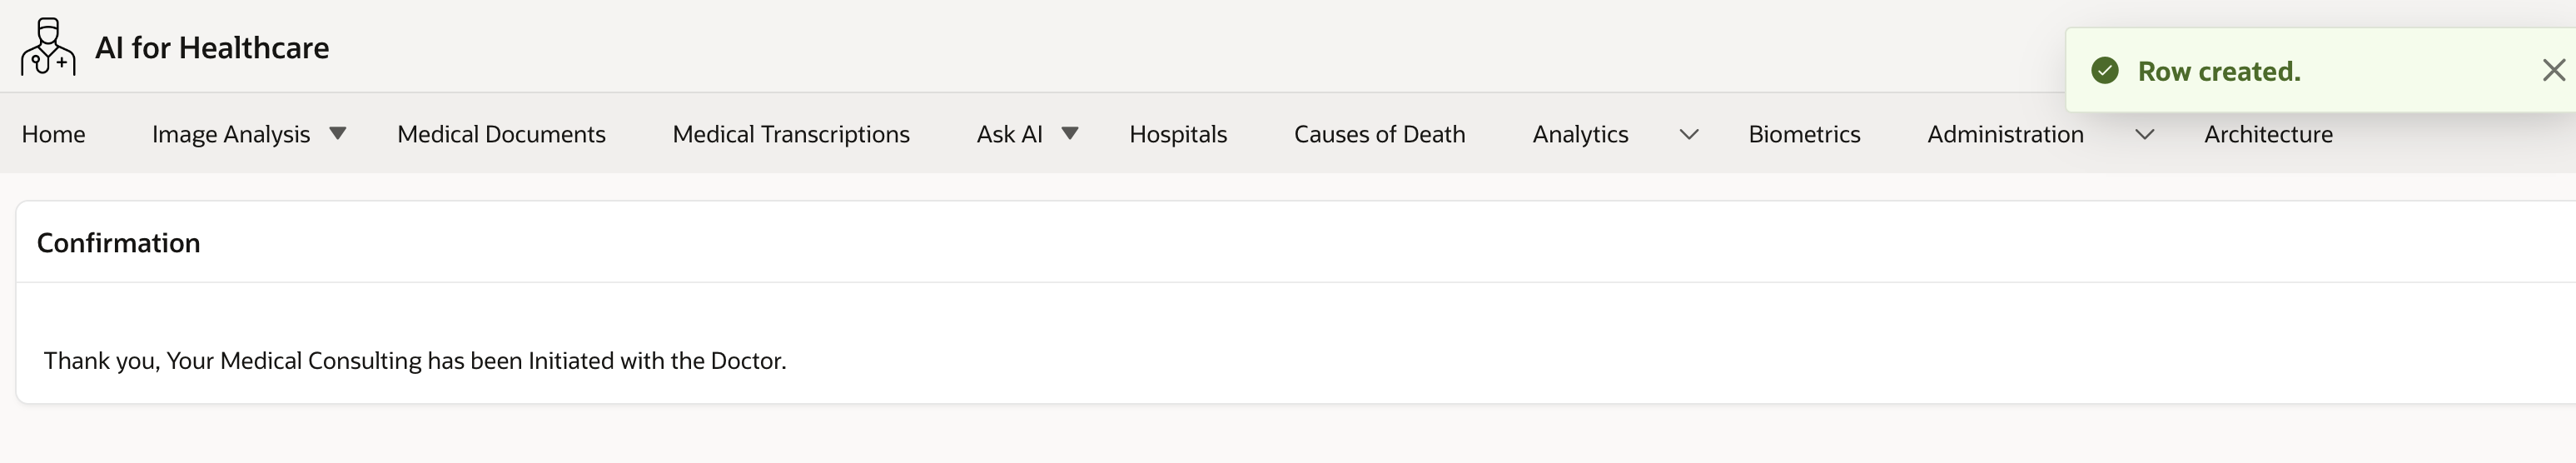 AI for Healthcare
Row created.
Home Image Analysis Medical Documents Medical Transcriptions Ask AI Hospitals Causes of Death Analytics Biometrics Administration Architecture
Confirmation
Thank you, Your Medical Consulting has been Initiated with the Doctor.